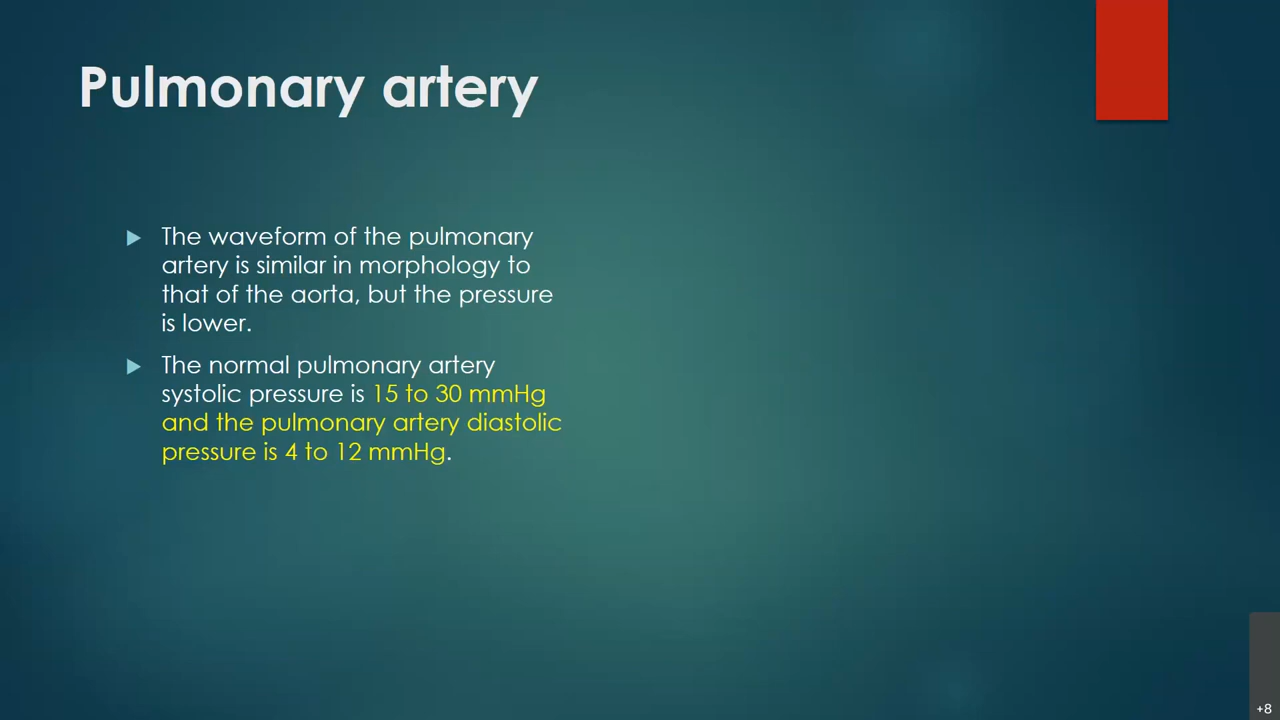 Pulmonary artery
The waveform of the pulmonary
artery is similar in morphology to
that of the aorta, but the pressure
is lower.
The normal pulmonary artery
systolic pressure is 15 to 30 mmHg
and the pulmonary artery diastolic
pressure is 4 to 12 mmHg.
+8